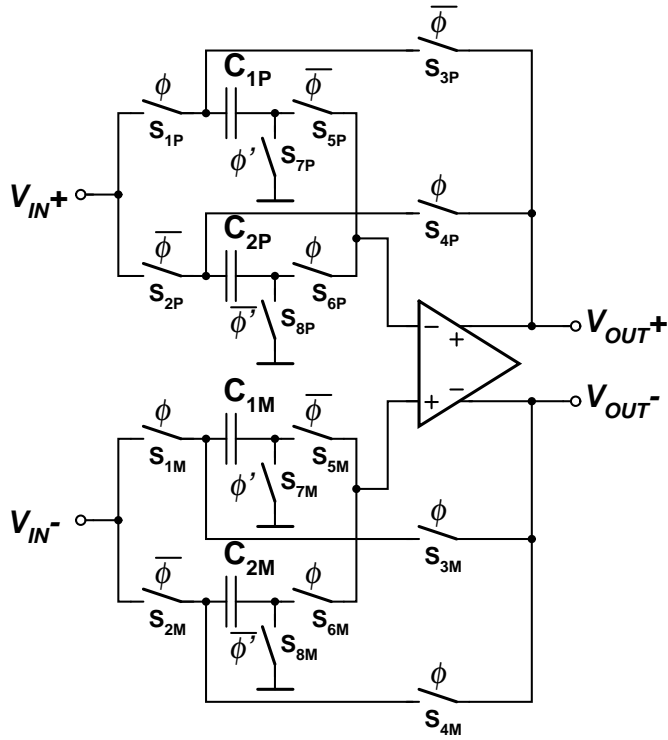 ϕ̅
S3P
ϕ
C1P
ϕ̅
S1P
S5P
ϕ’
S7P
VIN+
ϕ
S4P
ϕ̅
C2P
ϕ
S2P
S6P
ϕ̅’
S8P
−
+
VOUT+
+
−
VOUT-
ϕ
C1M
ϕ̅
S1M
S5M
ϕ’
S7M
VIN-
ϕ
S3M
ϕ̅
C2M
ϕ
S2M
S6M
ϕ̅’
S8M
ϕ
S4M